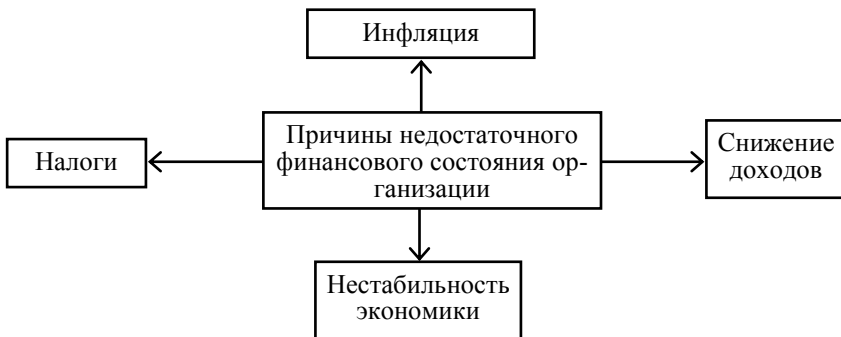 Инфляция
Налоги
Причины недостаточного
финансового состояния ор-
ганизации
Снижение
доходов
Нестабильность
экономики